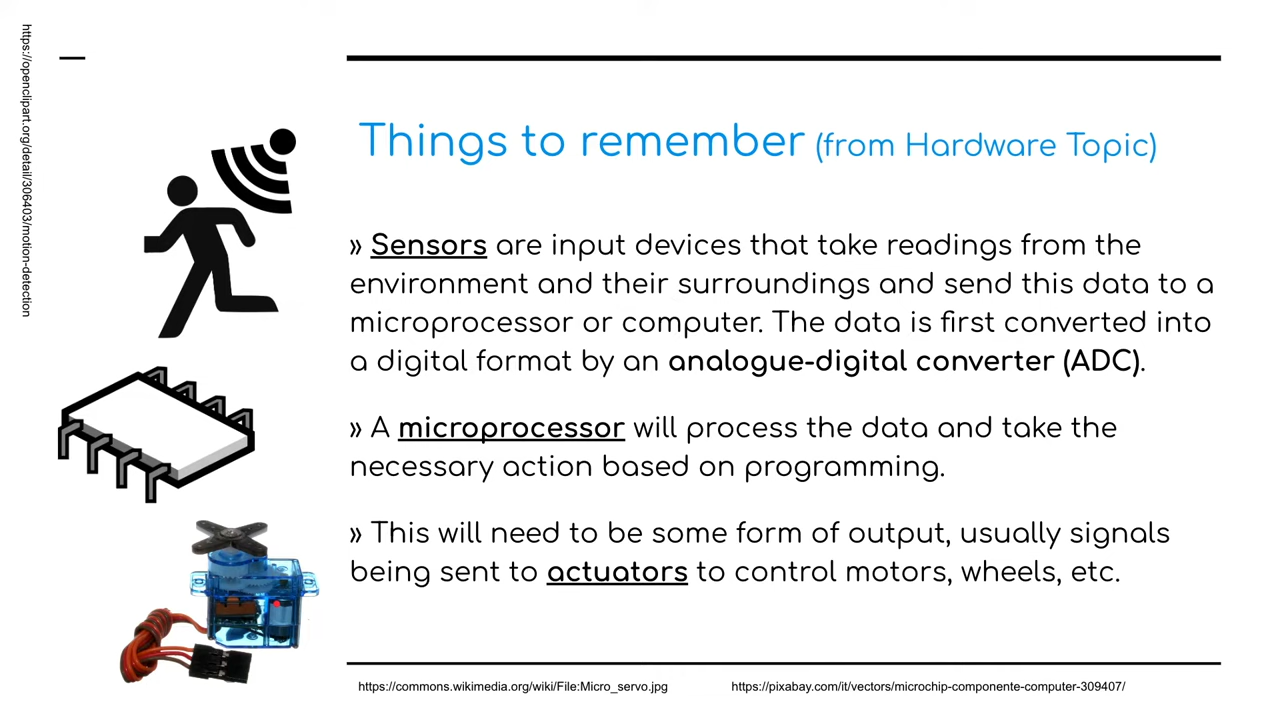 https://openclipart.org/detail/306403/motion-detection
Things to remember (from Hardware Topic)
» Sensors are input devices that take readings from the
environment and their surroundings and send this data to a
microprocessor or computer. The data is first converted into
a digital format by an analogue-digital converter (ADC).
» A microprocessor will process the data and take the
necessary action based on programming.
» This will need to be some form of output, usually signals
being sent to actuators to control motors, wheels, etc.
https://commons.wikimedia.org/wiki/File:Micro_servo.jpg
https://pixabay.com/it/vectors/microchip-componente-computer-309407/